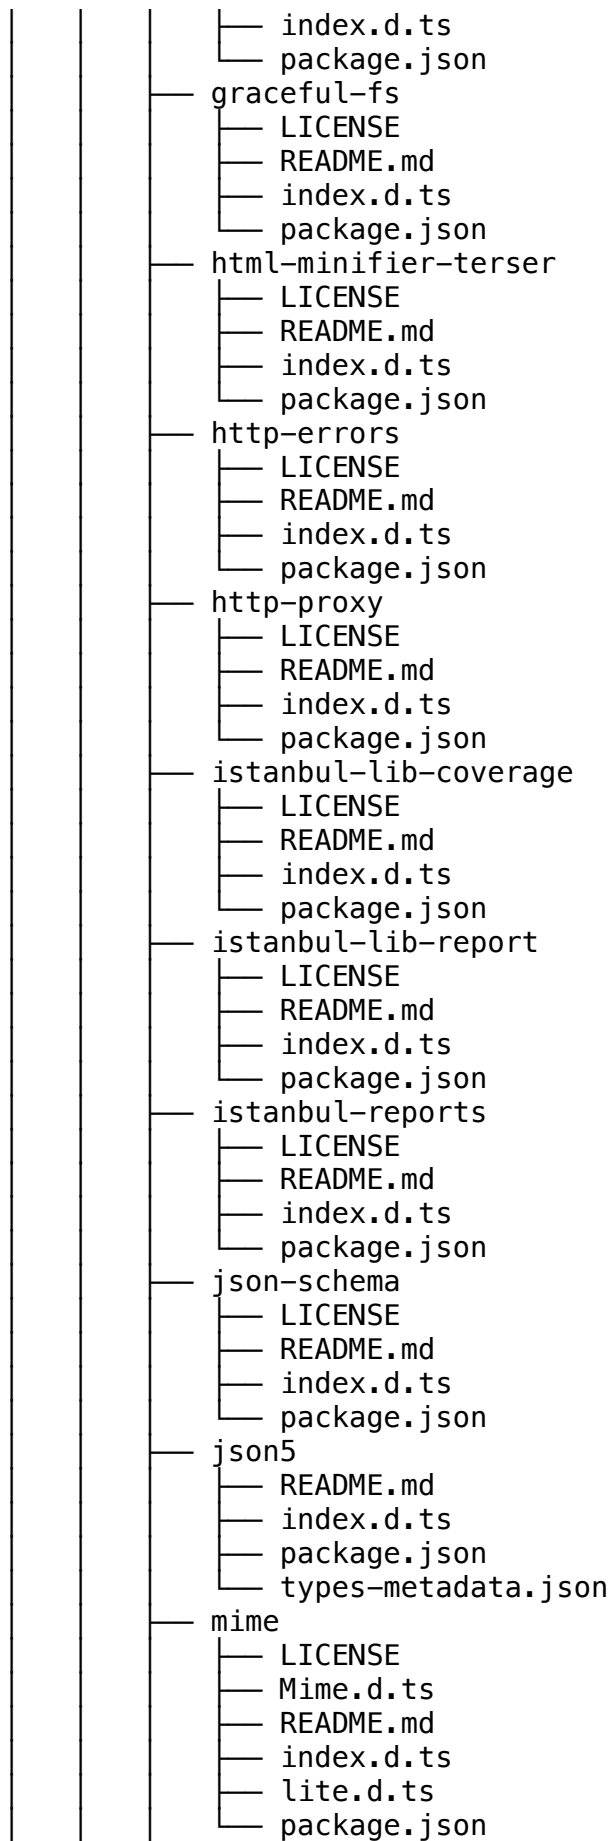 │   │   │   ├── index.d.ts
│   │   │   └── package.json
│   │   ├── graceful-fs
│   │   │   ├── LICENSE
│   │   │   ├── README.md
│   │   │   ├── index.d.ts
│   │   │   └── package.json
│   │   ├── html-minifier-terser
│   │   │   ├── LICENSE
│   │   │   ├── README.md
│   │   │   ├── index.d.ts
│   │   │   └── package.json
│   │   ├── http-errors
│   │   │   ├── LICENSE
│   │   │   ├── README.md
│   │   │   ├── index.d.ts
│   │   │   └── package.json
│   │   ├── http-proxy
│   │   │   ├── LICENSE
│   │   │   ├── README.md
│   │   │   ├── index.d.ts
│   │   │   └── package.json
│   │   ├── istanbul-lib-coverage
│   │   │   ├── LICENSE
│   │   │   ├── README.md
│   │   │   ├── index.d.ts
│   │   │   └── package.json
│   │   ├── istanbul-lib-report
│   │   │   ├── LICENSE
│   │   │   ├── README.md
│   │   │   ├── index.d.ts
│   │   │   └── package.json
│   │   ├── istanbul-reports
│   │   │   ├── LICENSE
│   │   │   ├── README.md
│   │   │   ├── index.d.ts
│   │   │   └── package.json
│   │   ├── json-schema
│   │   │   ├── LICENSE
│   │   │   ├── README.md
│   │   │   ├── index.d.ts
│   │   │   └── package.json
│   │   ├── json5
│   │   │   ├── README.md
│   │   │   ├── index.d.ts
│   │   │   ├── package.json
│   │   │   └── types-metadata.json
│   │   ├── mime
│   │   │   ├── LICENSE
│   │   │   ├── Mime.d.ts
│   │   │   ├── README.md
│   │   │   ├── index.d.ts
│   │   │   ├── lite.d.ts
│   │   │   └── package.json